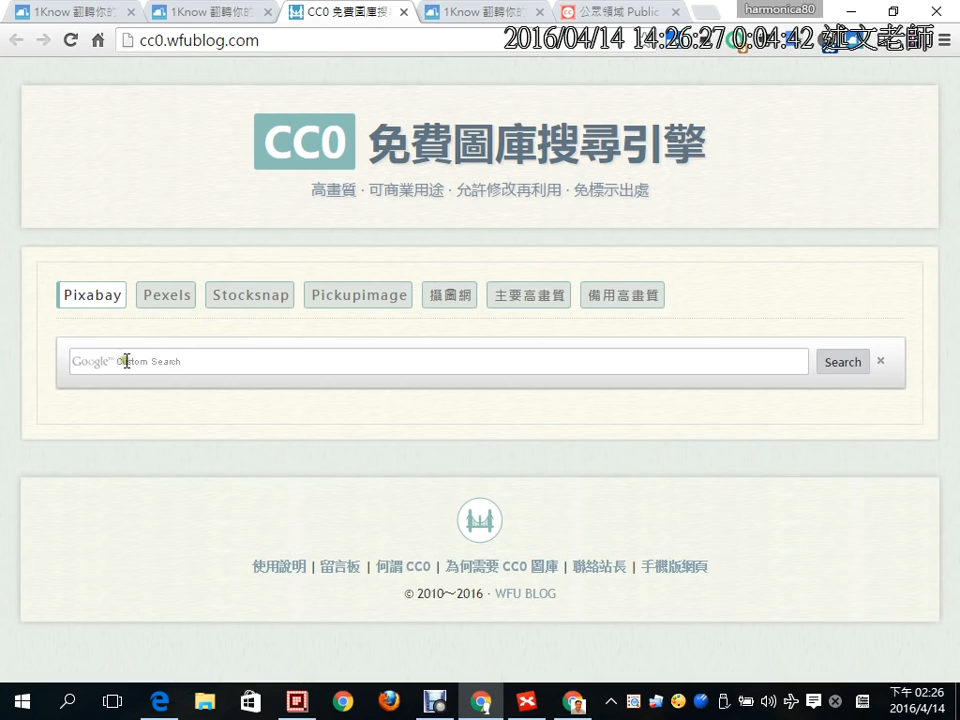 1Know 翻轉你的
1Know 翻轉你的
CC0 免費圖庫搜
1Know 翻轉你的
公眾領域 Public
harmonica80
cc0.wfublog.com
2016/04/14 14:26:27 0:04:42 述文老師
CC0 免費圖庫搜尋引擎
高畫質 · 可商業用途 · 允許修改再利用 · 免標示出處
Pixabay
Pexels
Stocksnap
Pickupimage
攝圖網
主要高畫質
備用高畫質
Google™ Custom Search
Search
使用說明 | 留言板 | 何謂 CC0 | 為何需要 CC0 圖庫 | 聯絡站長 | 手機版網頁
© 2010～2016 · WFU BLOG
下午 02:26
2016/4/14